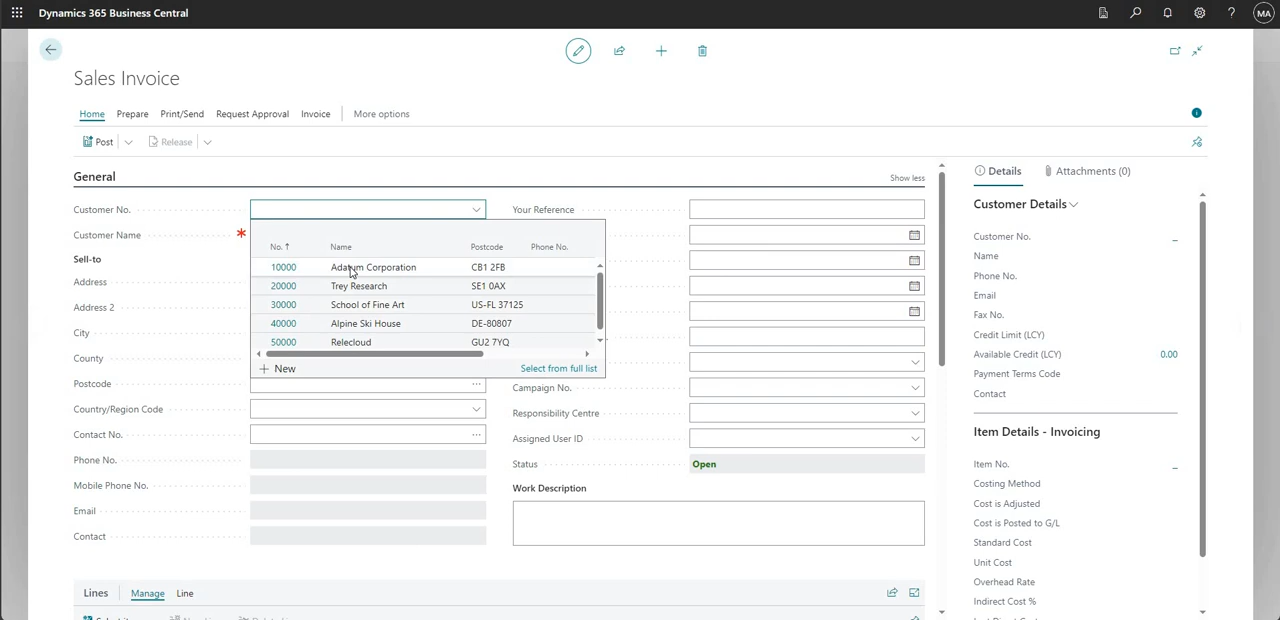 Dynamics 365 Business Central
MA
Sales Invoice
Home Prepare Print/Send Request Approval Invoice More options
Post Release
General
Show less
Customer No.
Customer Name *
Sell-to
Address
Address 2
City
County
Postcode
Country/Region Code
Contact No.
Phone No.
Mobile Phone No.
Email
Contact
No. ↑ Name Postcode Phone No.
10000 Adatum Corporation CB1 2FB
20000 Trey Research SE1 0AX
30000 School of Fine Art US-FL 37125
40000 Alpine Ski House DE-80807
50000 Relecloud GU2 7YQ
+ New Select from full list
Your Reference
Campaign No.
Responsibility Centre
Assigned User ID
Status Open
Work Description
Lines Manage Line
Details Attachments (0)
Customer Details
Customer No. _
Name
Phone No.
Email
Fax No.
Credit Limit (LCY)
Available Credit (LCY) 0.00
Payment Terms Code
Contact
Item Details - Invoicing
Item No. _
Costing Method
Cost is Adjusted
Cost is Posted to G/L
Standard Cost
Unit Cost
Overhead Rate
Indirect Cost %